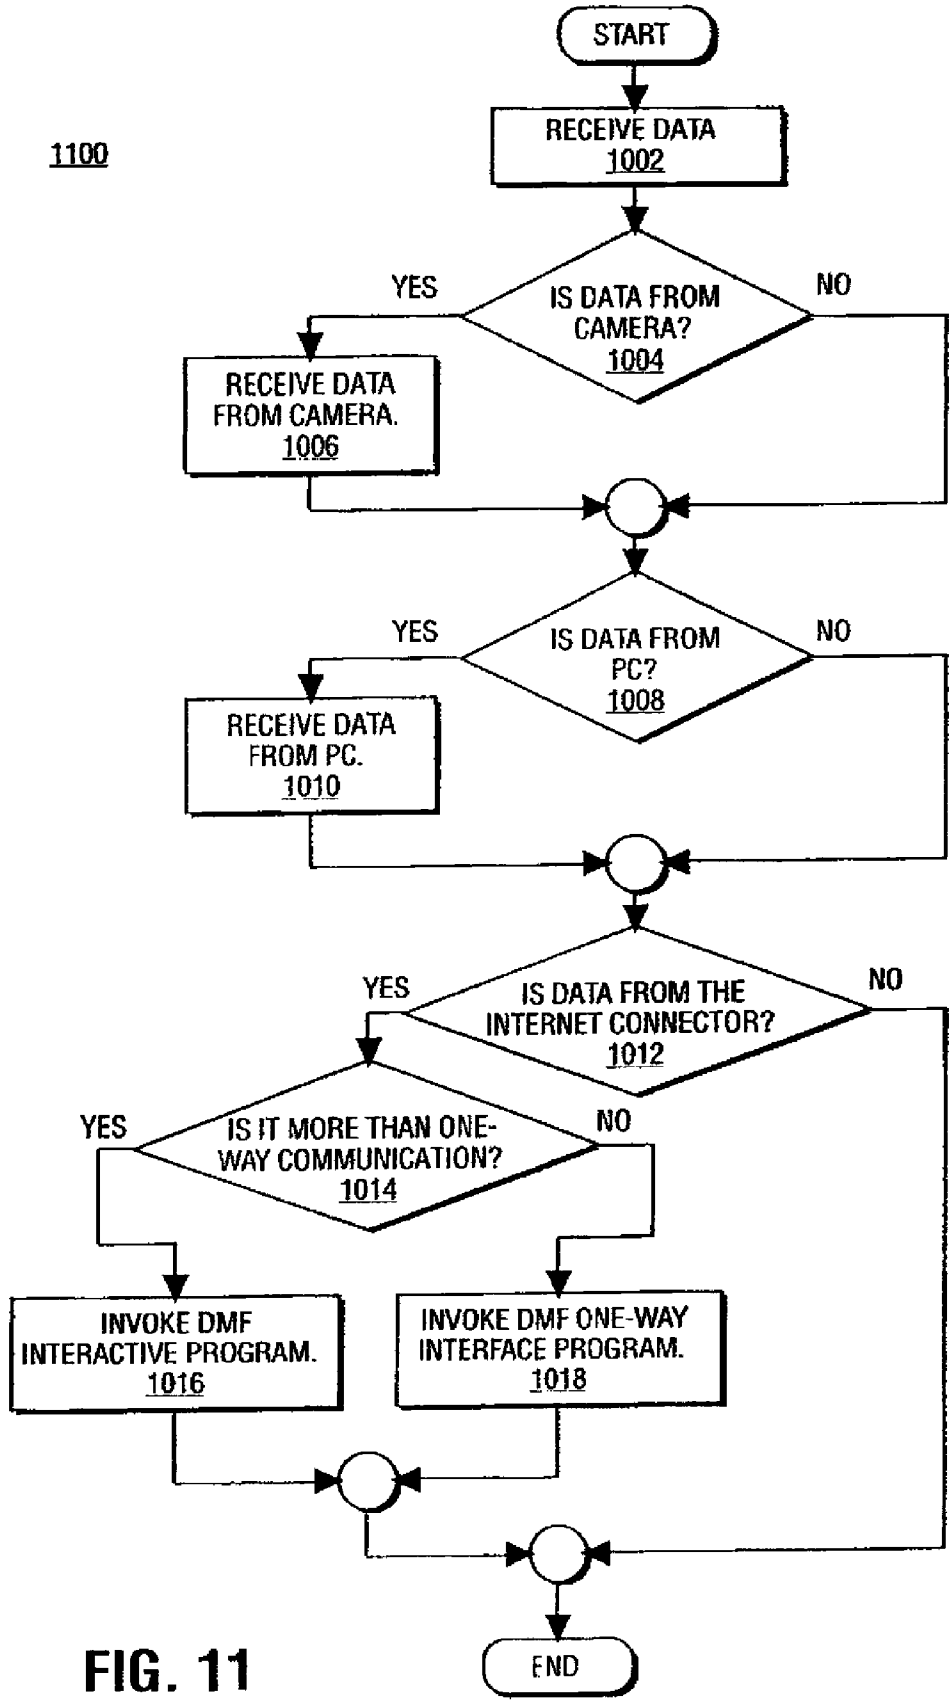 START
RECEIVE DATA
1002
1100
YES
NO
IS DATA FROM
CAMERA?
1004
RECEIVE DATA
FROM CAMERA.
1006
YES
NO
IS DATA FROM
PC?
1008
RECEIVE DATA
FROM PC.
1010
YES
NO
IS DATA FROM THE
INTERNET CONNECTOR?
1012
YES
NO
IS IT MORE THAN ONE-
WAY COMMUNICATION?
1014
INVOKE DMF
INTERACTIVE PROGRAM.
1016
INVOKE DMF ONE-WAY
INTERFACE PROGRAM.
1018
END
FIG. 11